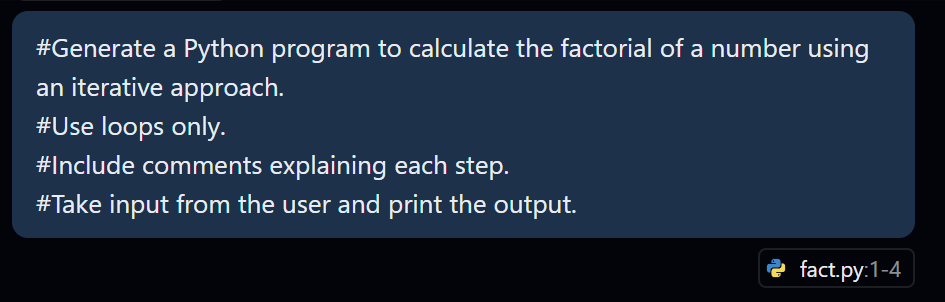 #Generate a Python program to calculate the factorial of a number using
an iterative approach.
#Use loops only.
#Include comments explaining each step.
#Take input from the user and print the output.
fact.py:1-4